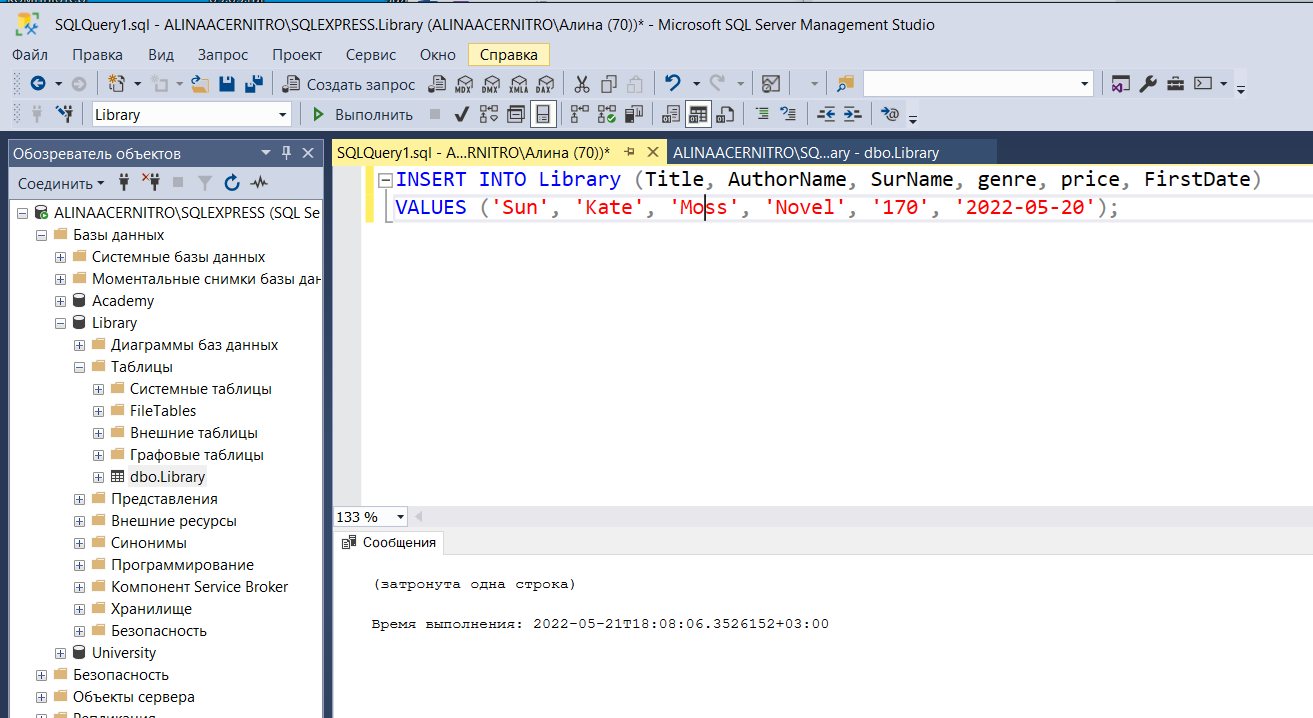 SQLQuery1.sql - ALINAACERNITRO\SQLEXPRESS.Library (ALINAACERNITRO\Алина (70))* - Microsoft SQL Server Management Studio
Файл Правка Вид Запрос Проект Сервис Окно Справка
Создать запрос MDX DMX XMLA DAX
Library Выполнить
Обозреватель объектов
SQLQuery1.sql - A...RNITRO\Алина (70))* ALINAACERNITRO\SQ...ary - dbo.Library
Соединить
INSERT INTO Library (Title, AuthorName, SurName, genre, price, FirstDate)
VALUES ('Sun', 'Kate', 'Moss', 'Novel', '170', '2022-05-20');
ALINAACERNITRO\SQLEXPRESS (SQL Se
Базы данных
Системные базы данных
Моментальные снимки базы дан
Academy
Library
Диаграммы баз данных
Таблицы
Системные таблицы
FileTables
Внешние таблицы
Графовые таблицы
dbo.Library
Представления
Внешние ресурсы
Синонимы
Программирование
Компонент Service Broker
Хранилище
Безопасность
University
Безопасность
Объекты сервера
Репликация
133 %
Сообщения
(затронута одна строка)
Время выполнения: 2022-05-21T18:08:06.3526152+03:00